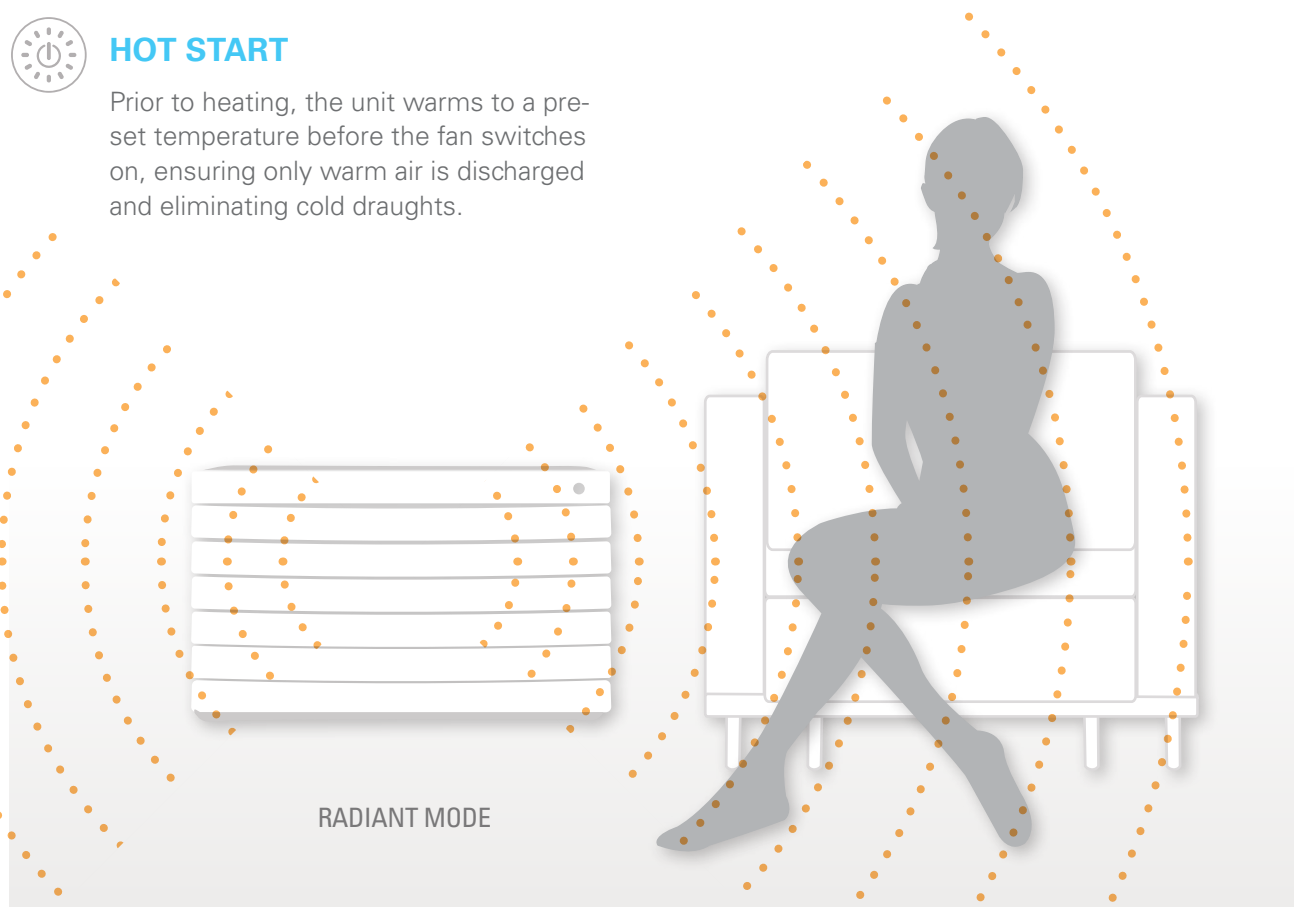 HOT START
Prior to heating, the unit warms to a pre-
set temperature before the fan switches
on, ensuring only warm air is discharged
and eliminating cold draughts.
RADIANT MODE